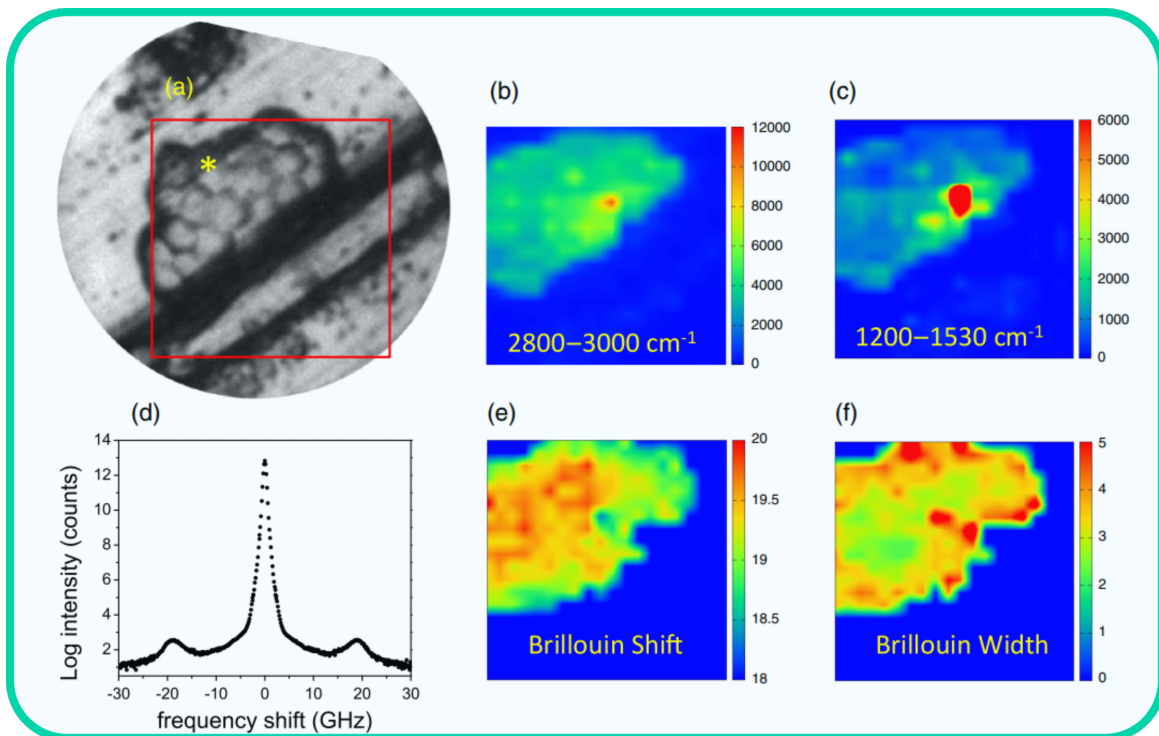 (a)
*
(b)
12000
10000
8000
6000
4000
2000
0
2800–3000 cm⁻¹
(c)
6000
5000
4000
3000
2000
1000
0
1200–1530 cm⁻¹
(d)
Log intensity (counts)
14
12
10
8
6
4
2
-30 -20 -10 0 10 20 30
frequency shift (GHz)
(e)
20
19.5
19
18.5
18
Brillouin Shift
(f)
5
4
3
2
1
0
Brillouin Width